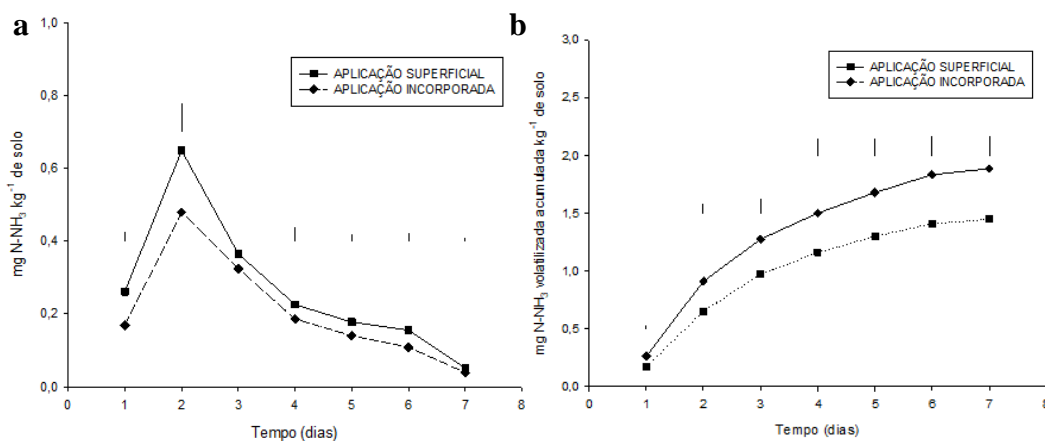 a
mg N-NH₃ kg⁻¹ de solo
1,0
0,8
0,6
0,4
0,2
0,0
APLICAÇÃO SUPERFICIAL
APLICAÇÃO INCORPORADA
0 1 2 3 4 5 6 7 8
Tempo (dias)
b
mg N-NH₃ volatilizada acumulada kg⁻¹ de solo
3,0
2,5
2,0
1,5
1,0
0,5
0,0
APLICAÇÃO SUPERFICIAL
APLICAÇÃO INCORPORADA
0 1 2 3 4 5 6 7 8
Tempo (dias)